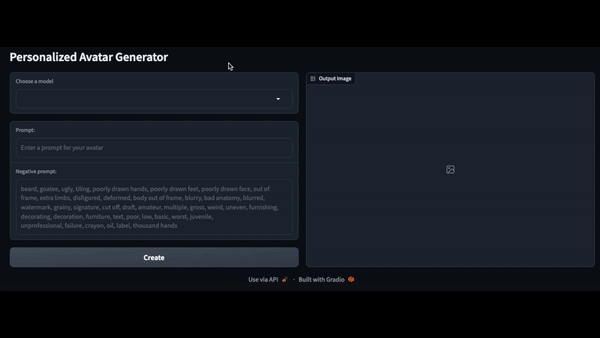 Personalized Avatar Generator
Choose a model
Output Image
Prompt:
Enter a prompt for your avatar
Negative prompt:
beard, goatee, ugly, tiling, poorly drawn hands, poorly drawn feet, poorly drawn face, out of
frame, extra limbs, disfigured, deformed, body out of frame, blurry, bad anatomy, blurred,
watermark, grainy, signature, cut off, draft, amateur, multiple, gross, weird, uneven, furnishing,
decorating, decoration, furniture, text, poor, low, basic, worst, juvenile,
unprofessional, failure, crayon, oil, label, thousand hands
Create
Use via API · Built with Gradio